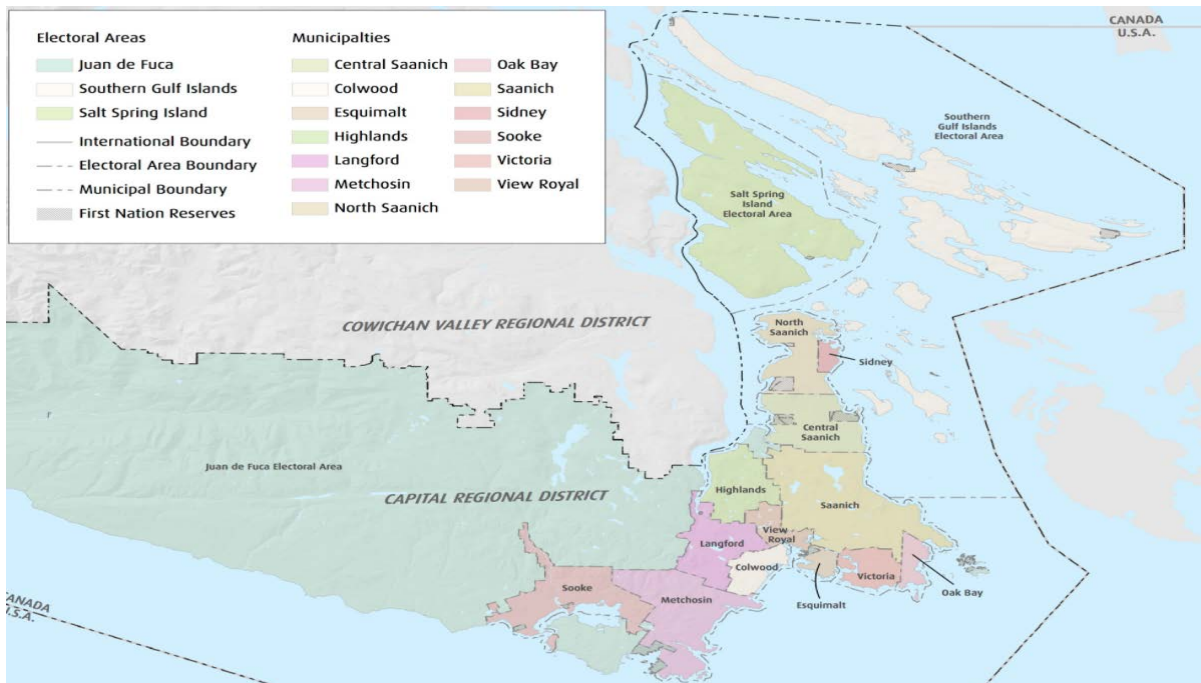 Electoral Areas
Juan de Fuca
Southern Gulf Islands
Salt Spring Island
International Boundary
Electoral Area Boundary
Municipal Boundary
First Nation Reserves
Municipalties
Central Saanich
Colwood
Esquimalt
Highlands
Langford
Metchosin
North Saanich
Oak Bay
Saanich
Sidney
Sooke
Victoria
View Royal
CANADA
U.S.A.
Southern
Gulf Islands
Electoral Area
Salt Spring
Island
Electoral Area
North
Saanich
COWICHAN VALLEY REGIONAL DISTRICT
Sidney
Central
Saanich
Juan de Fuca Electoral Area
CAPITAL REGIONAL DISTRICT
Highlands
Saanich
View
Royal
Langford
Colwood
Victoria
Sooke
Metchosin
Esquimalt
Oak Bay
CANADA
U.S.A.